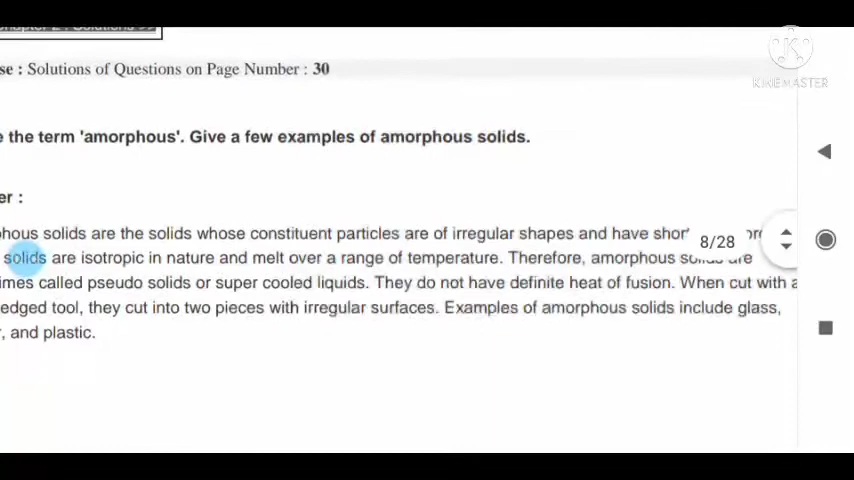 Chapter 2 : Solutions >>
se : Solutions of Questions on Page Number : 30
KINEMASTER
e the term 'amorphous'. Give a few examples of amorphous solids.
er :
phous solids are the solids whose constituent particles are of irregular shapes and have short
8/28
solids are isotropic in nature and melt over a range of temperature. Therefore, amorphous solids are
imes called pseudo solids or super cooled liquids. They do not have definite heat of fusion. When cut with a
edged tool, they cut into two pieces with irregular surfaces. Examples of amorphous solids include glass,
, and plastic.